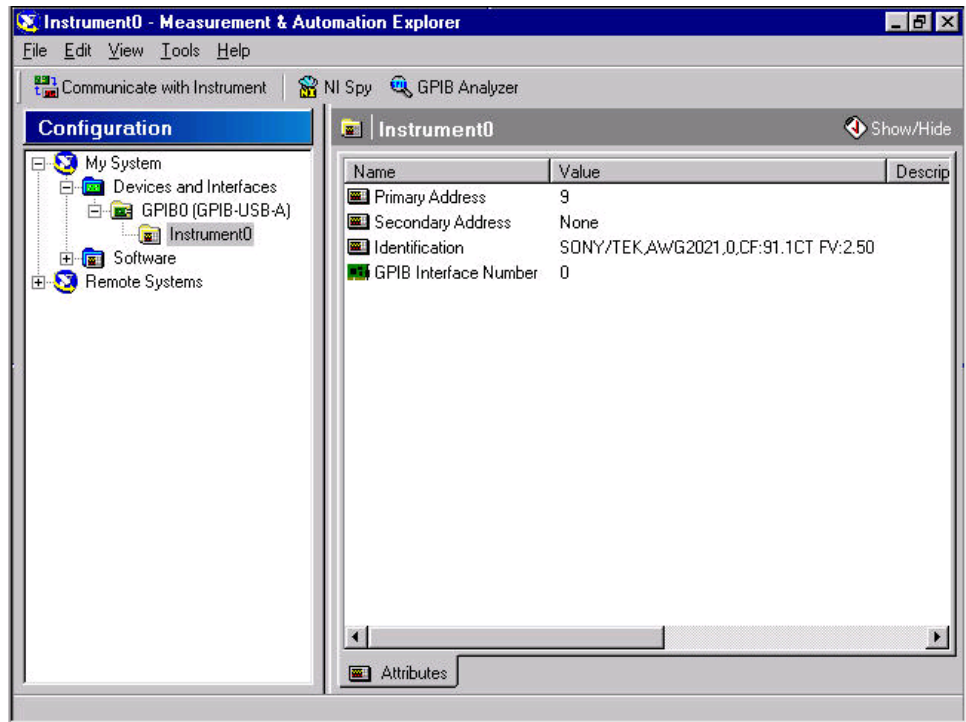 Instrument0 - Measurement & Automation Explorer
File Edit View Tools Help
Communicate with Instrument NI Spy GPIB Analyzer
Configuration
My System
Devices and Interfaces
GPIB0 (GPIB-USB-A)
Instrument0
Software
Remote Systems
Instrument0 Show/Hide
Name Value Descrip
Primary Address 9
Secondary Address None
Identification SONY/TEK,AWG2021,0,CF:91.1CT FV:2.50
GPIB Interface Number 0
Attributes